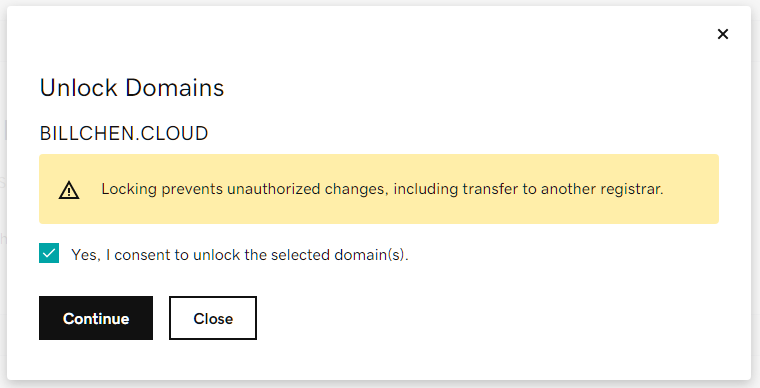 Unlock Domains
BILLCHEN.CLOUD
Locking prevents unauthorized changes, including transfer to another registrar.
Yes, I consent to unlock the selected domain(s).
Continue Close